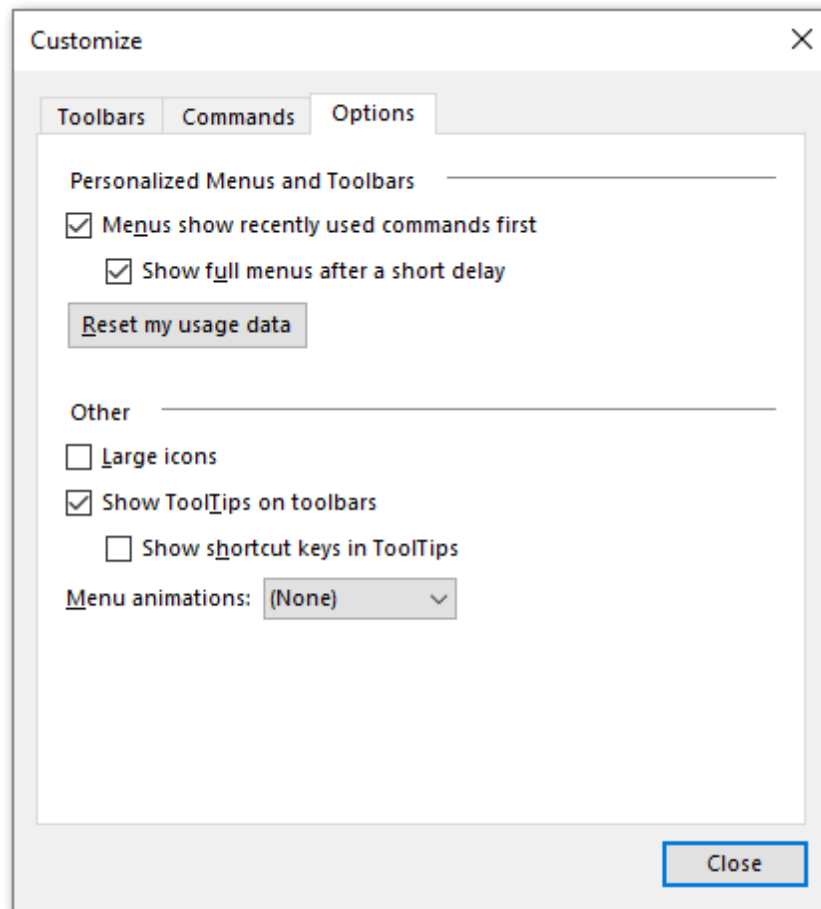 Customize
Toolbars Commands Options
Personalized Menus and Toolbars
Menus show recently used commands first
Show full menus after a short delay
Reset my usage data
Other
Large icons
Show ToolTips on toolbars
Show shortcut keys in ToolTips
Menu animations: (None)
Close